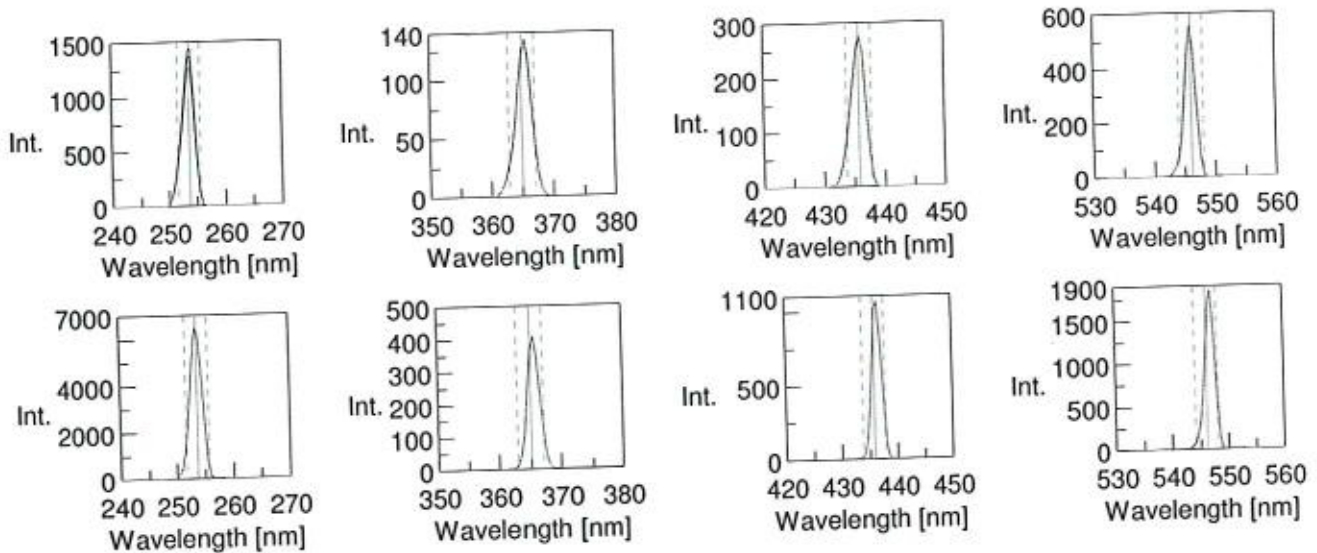 1500
1000
500
0
Int.
240 250 260 270
Wavelength [nm]
140
100
50
0
Int.
350 360 370 380
Wavelength [nm]
300
200
100
0
Int.
420 430 440 450
Wavelength [nm]
600
400
200
0
Int.
530 540 550 560
Wavelength [nm]
7000
4000
2000
0
Int.
240 250 260 270
Wavelength [nm]
500
400
300
200
100
0
Int.
350 360 370 380
Wavelength [nm]
1100
500
0
Int.
420 430 440 450
Wavelength [nm]
1900
1500
1000
500
0
Int.
530 540 550 560
Wavelength [nm]